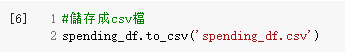 [6] 1 #儲存成csv檔
2 spending_df.to_csv('spending_df.csv')